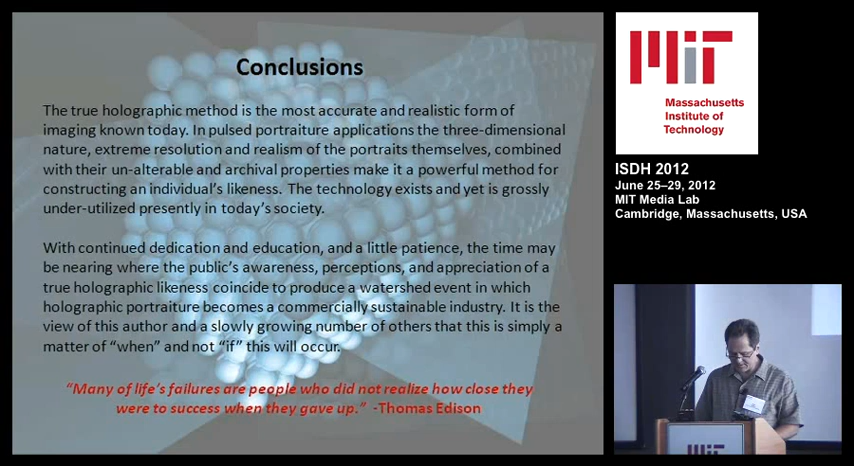 Conclusions
The true holographic method is the most accurate and realistic form of
imaging known today. In pulsed portraiture applications the three-dimensional
nature, extreme resolution and realism of the portraits themselves, combined
with their un-alterable and archival properties make it a powerful method for
constructing an individual's likeness. The technology exists and yet is grossly
under-utilized presently in today's society.
With continued dedication and education, and a little patience, the time may
be nearing where the public's awareness, perceptions, and appreciation of a
true holographic likeness coincide to produce a watershed event in which
holographic portraiture becomes a commercially sustainable industry. It is the
view of this author and a slowly growing number of others that this is simply a
matter of "when" and not "if" this will occur.
"Many of life's failures are people who did not realize how close they
were to success when they gave up." -Thomas Edison
MIT
Massachusetts
Institute of
Technology
ISDH 2012
June 25–29, 2012
MIT Media Lab
Cambridge, Massachusetts, USA
MIT